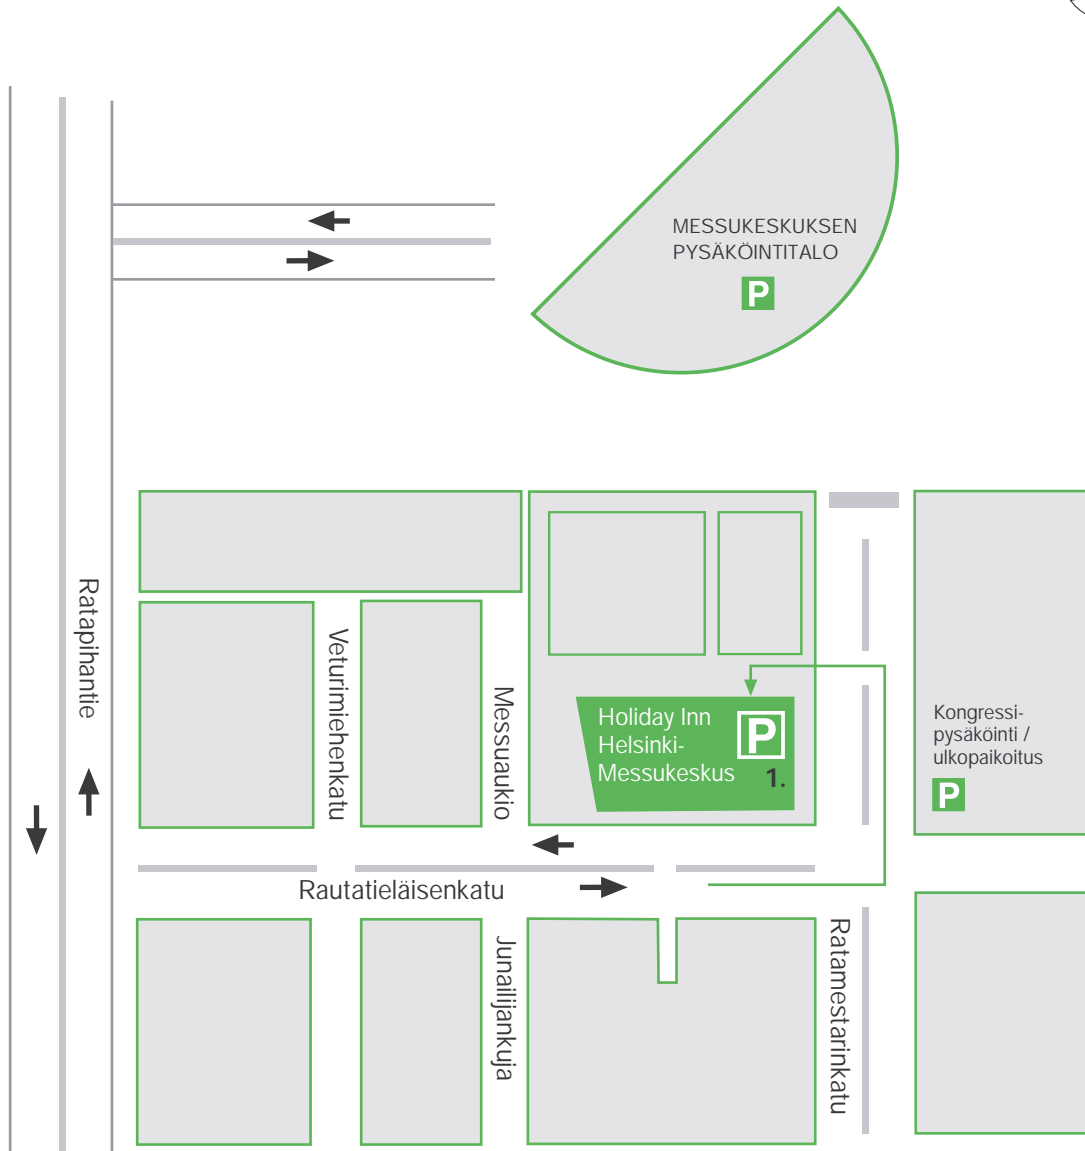 MESSUKESKUKSEN
PYSÄKÖINTITALO
P
Ratapihantie
Veturimiehenkatu
Messuaukio
Holiday Inn
Helsinki-
Messukeskus
P
1.
Kongressi-
pysäköinti /
ulkopaikoitus
P
Rautatieläisenkatu
Junailijankuja
Ratamestarinkatu